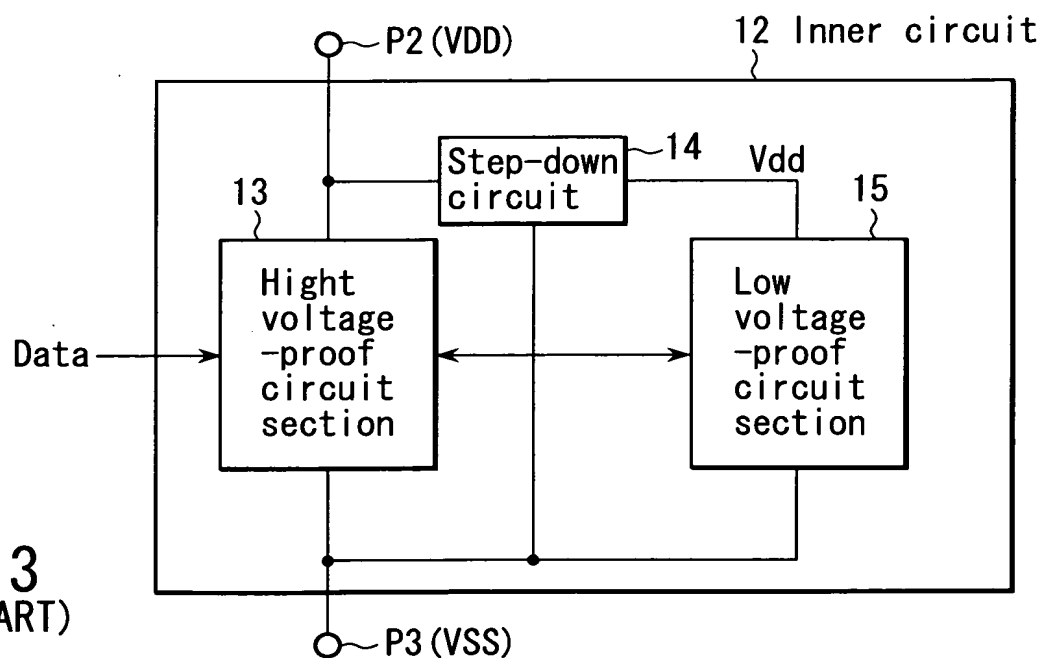 P2(VDD)
12 Inner circuit
Step-down
circuit
14
Vdd
13
15
Hight
voltage
-proof
circuit
section
Low
voltage
-proof
circuit
section
Data
3
ART)
P3(VSS)